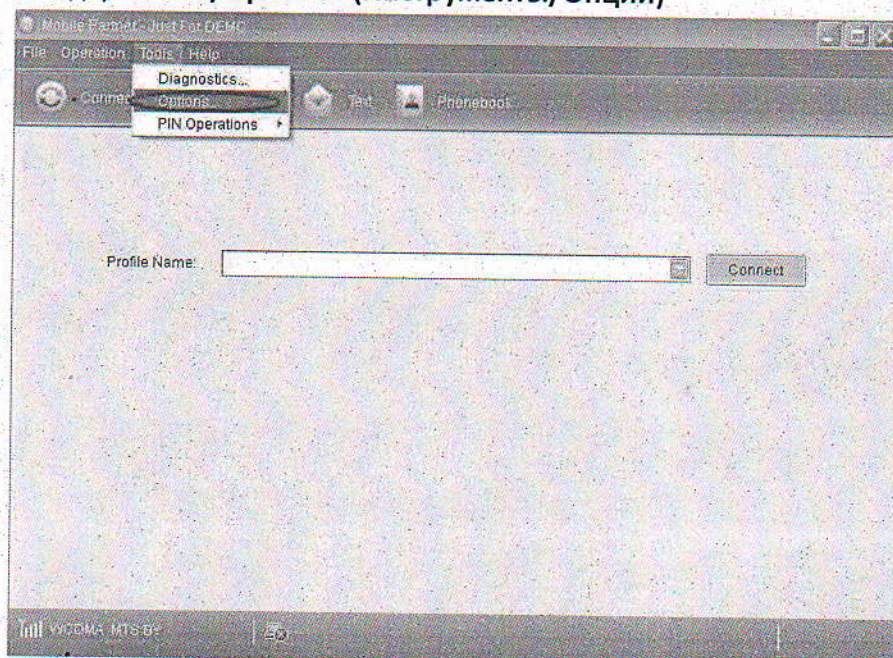 (Инструменты/Опции)
Mobile Partner - Just For DEMO
File Operation Tools Help
Diagnostics...
Options...
PIN Operations
Text
Phonebook
Profile Name:
Connect
WCDMA MTS BY